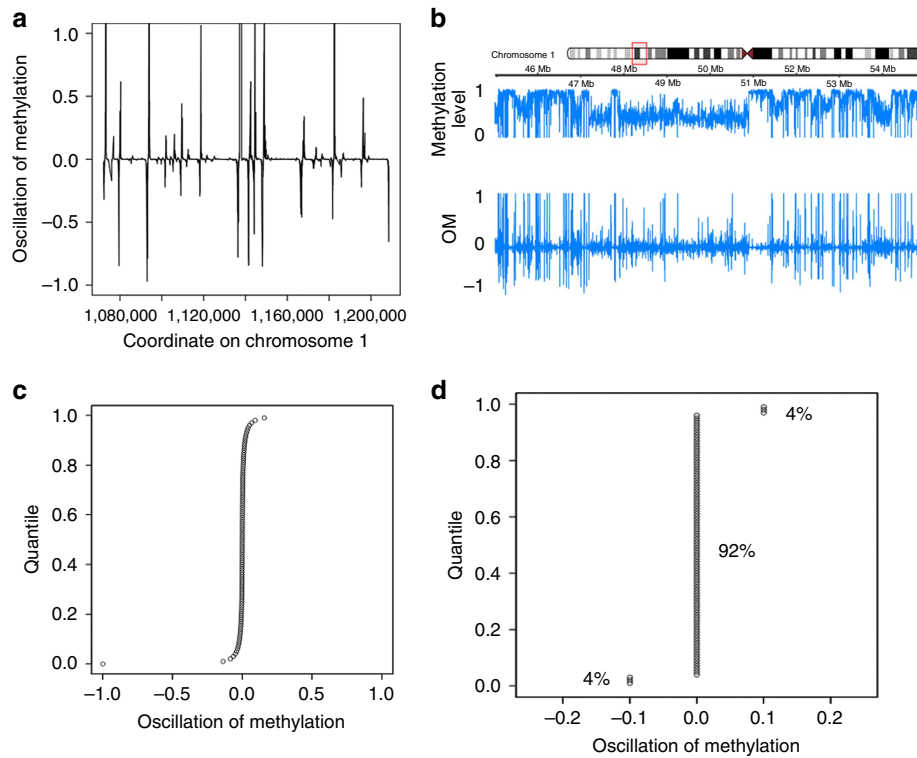 a
1.0
0.5
0.0
–0.5
–1.0
Oscillation of methylation
1,080,000 1,120,000 1,160,000 1,200,000
Coordinate on chromosome 1
b
Chromosome 1
46 Mb 48 Mb 50 Mb 52 Mb 54 Mb
47 Mb 49 Mb 51 Mb 53 Mb
Methylation
level
1
0
OM
1
0
–1
c
1.0
0.8
0.6
0.4
0.2
0.0
Quantile
–1.0 –0.5 0.0 0.5 1.0
Oscillation of methylation
d
1.0
0.8
0.6
0.4
0.2
0.0
Quantile
4%
92%
4%
–0.2 –0.1 0.0 0.1 0.2
Oscillation of methylation